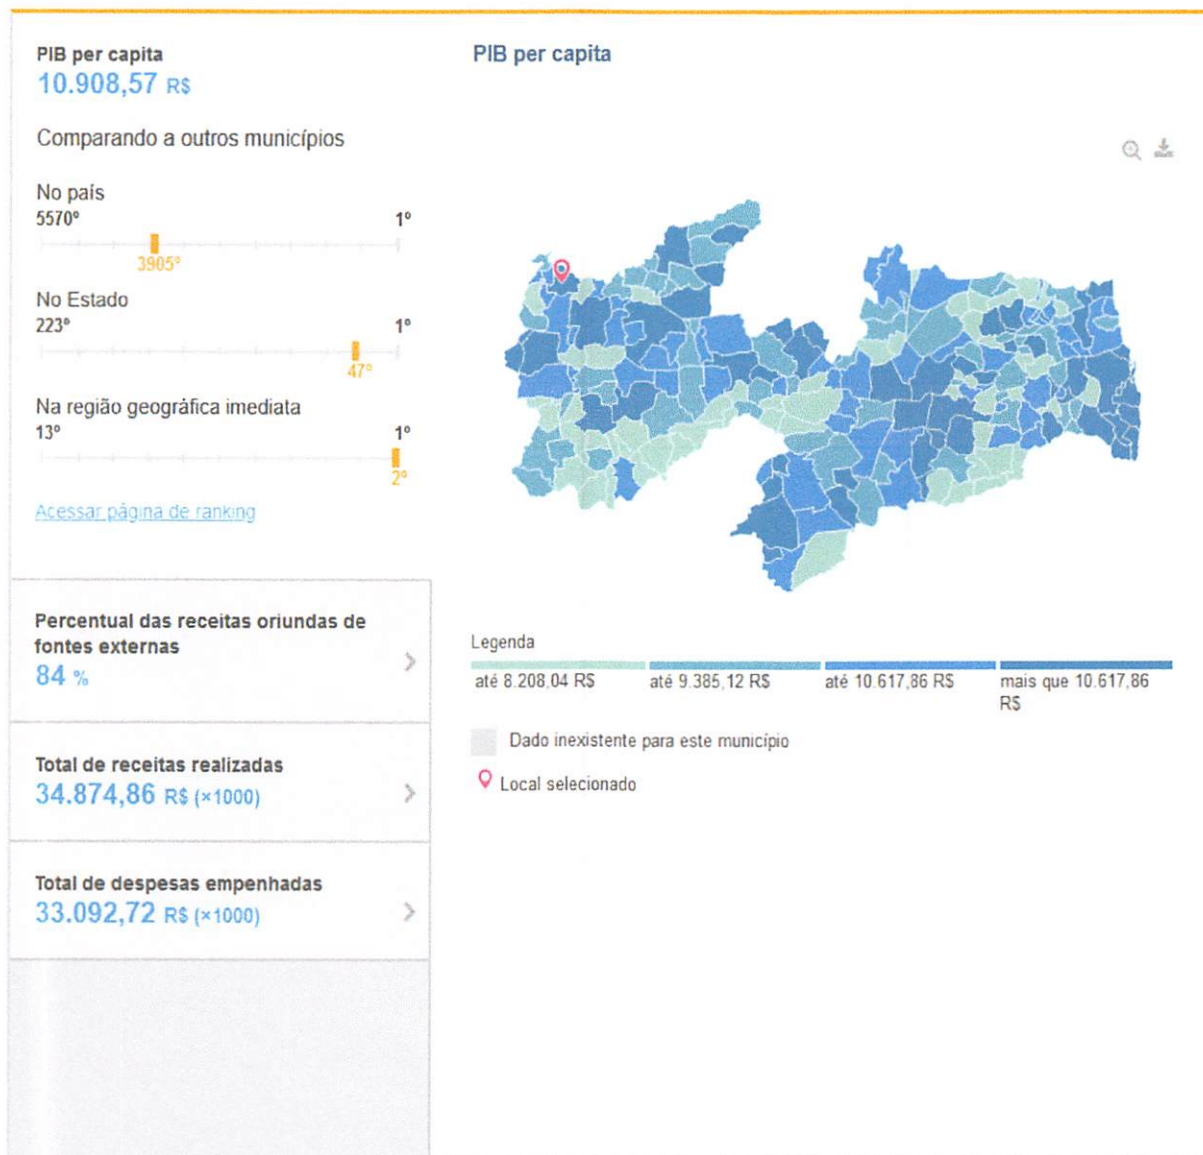 PIB per capita
10.908,57 R$
Comparando a outros municípios
No país
5570º 1º
3905º
No Estado
223º 1º
47º
Na região geográfica imediata
13º 1º
2º
Acessar página de ranking
Percentual das receitas oriundas de
fontes externas
84 %
Total de receitas realizadas
34.874,86 R$ (×1000)
Total de despesas empenhadas
33.092,72 R$ (×1000)
PIB per capita
Legenda
até 8.208,04 R$ até 9.385,12 R$ até 10.617,86 R$ mais que 10.617,86
R$
Dado inexistente para este município
Local selecionado